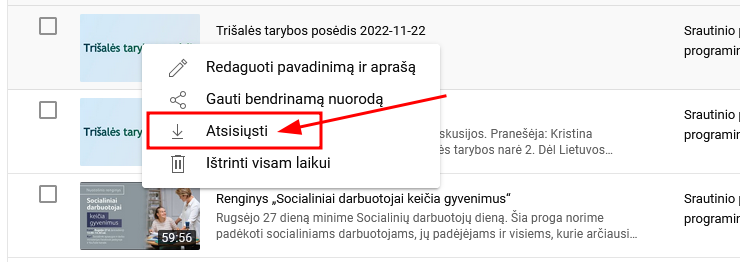 Trišalės tarybos posėdis 2022-11-22
Srautinio
programin
Trišalės tary
Redaguoti pavadinimą ir aprašą
Gauti bendrinamą nuorodą
Atsisiųsti
Ištrinti visam laikui
Trišalės tary
skusijos. Pranešėja: Kristina
ės tarybos narė 2. Dėl Lietuvos…
Srautinio
programin
Socialiniai
darbuotojai
keičia
gyvenimus
59:56
Renginys „Socialiniai darbuotojai keičia gyvenimus“
Rugsėjo 27 dieną minime Socialinių darbuotojų dieną. Šia proga norime
padėkoti socialiniams darbuotojams, jų padėjėjams ir visiems, kurie arčiausi…
Srautinio
programin